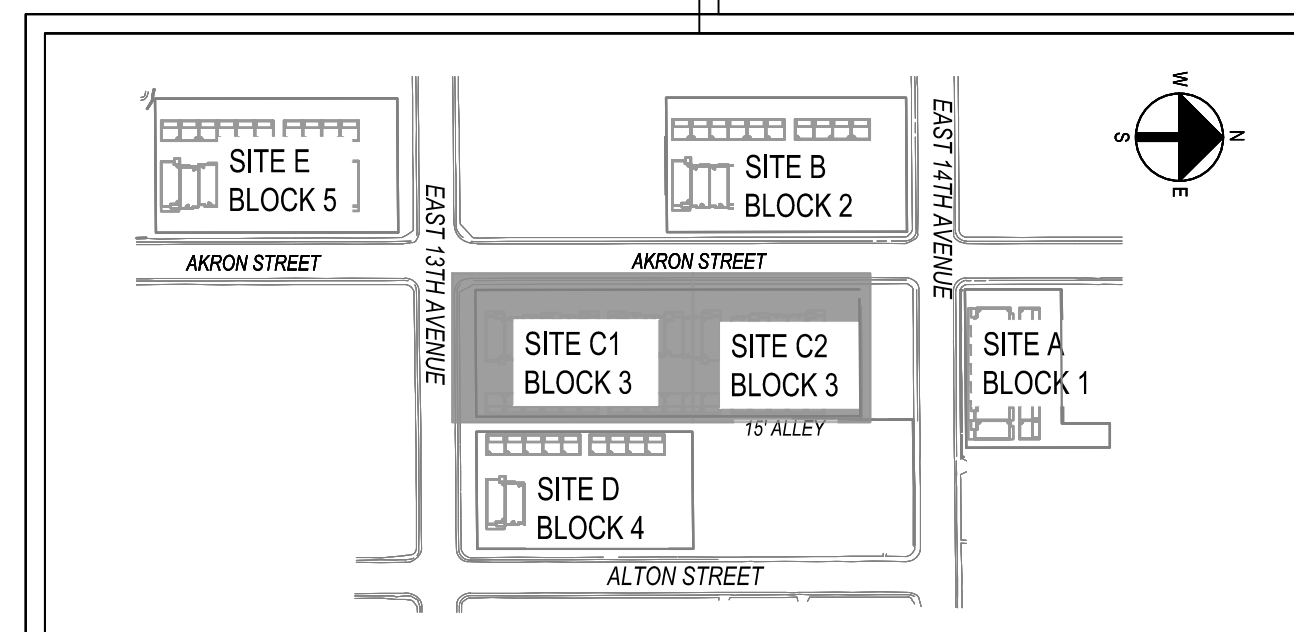 W
N
S
E
SITE E
BLOCK 5
SITE B
BLOCK 2
EAST 13TH AVENUE
EAST 14TH AVENUE
AKRON STREET
AKRON STREET
SITE C1
BLOCK 3
SITE C2
BLOCK 3
SITE A
BLOCK 1
15' ALLEY
SITE D
BLOCK 4
ALTON STREET